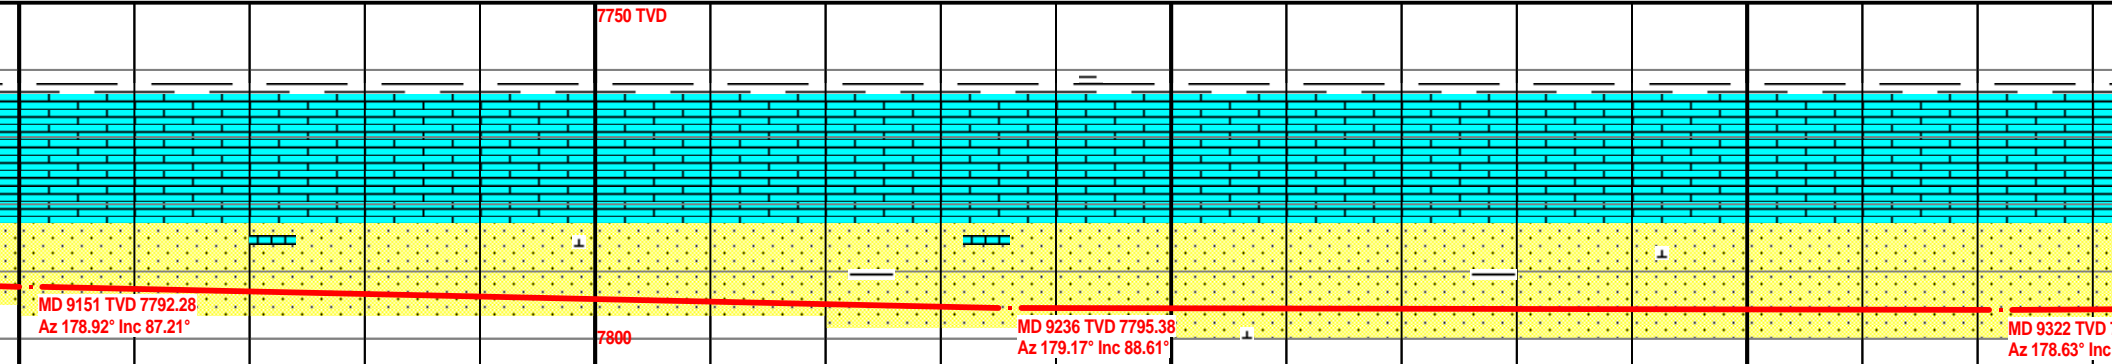 7750 TVD
MD 9151 TVD 7792.28
Az 178.92° Inc 87.21°
7800
MD 9236 TVD 7795.38
Az 179.17° Inc 88.61°
MD 9322 TVD
Az 178.63° Inc